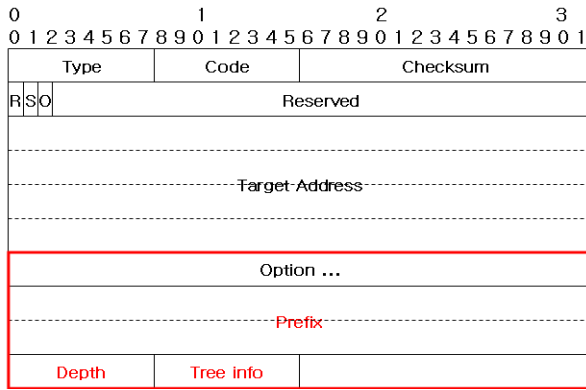 0 1 2 3
0 1 2 3 4 5 6 7 8 9 0 1 2 3 4 5 6 7 8 9 0 1 2 3 4 5 6 7 8 9 0 1
Type Code Checksum
R S O Reserved
Target Address
Option ...
Prefix
Depth Tree info